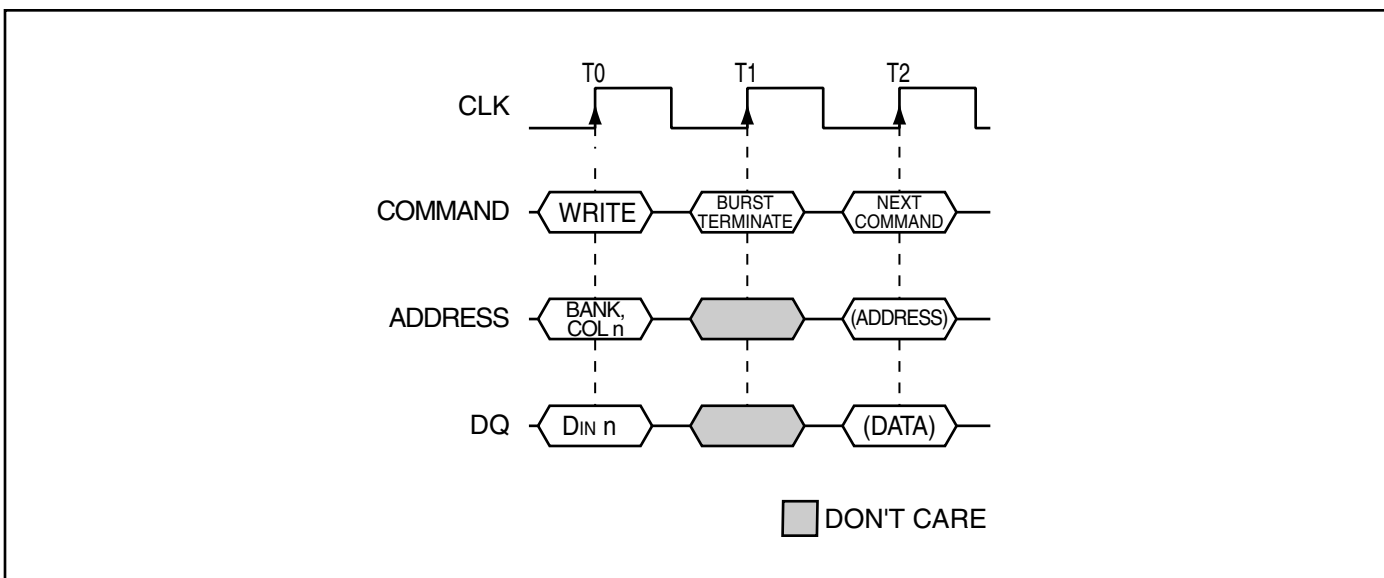 T0 T1 T2
CLK
COMMAND WRITE BURST TERMINATE NEXT COMMAND
ADDRESS BANK, COL n (ADDRESS)
DQ DIN n (DATA)
DON'T CARE